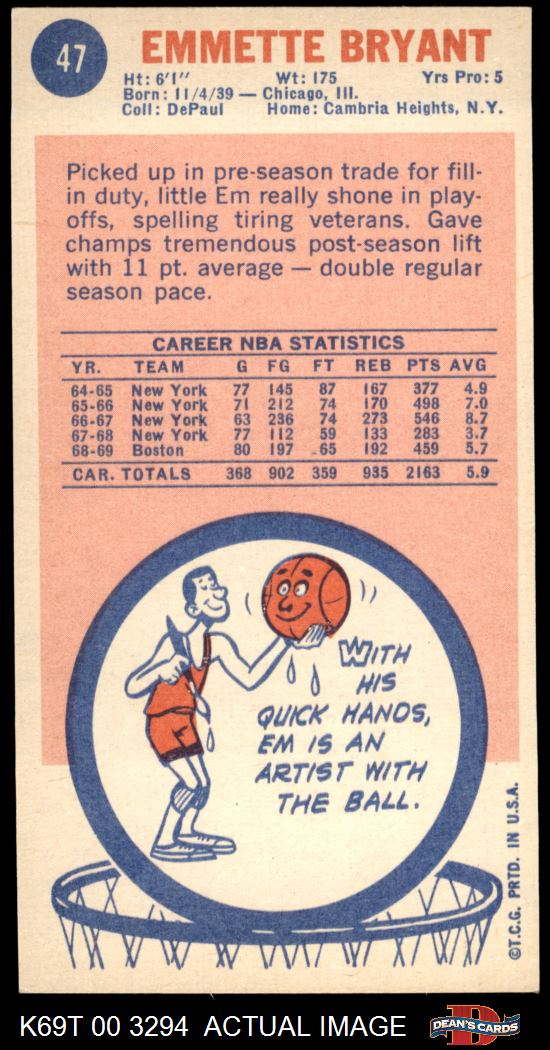 47
EMMETTE BRYANT
Ht: 6'1" Wt: 175 Yrs Pro: 5
Born: 11/4/39 — Chicago, Ill.
Coll: DePaul Home: Cambria Heights, N.Y.
Picked up in pre-season trade for fill-
in duty, little Em really shone in play-
offs, spelling tiring veterans. Gave
champs tremendous post-season lift
with 11 pt. average — double regular
season pace.
CAREER NBA STATISTICS
YR. TEAM G FG FT REB PTS AVG
64-65 New York 77 145 87 167 377 4.9
65-66 New York 71 212 74 170 498 7.0
66-67 New York 63 236 74 273 546 8.7
67-68 New York 77 112 59 133 283 3.7
68-69 Boston 80 197 65 192 459 5.7
CAR. TOTALS 368 902 359 935 2163 5.9
WITH
HIS
QUICK HANDS,
EM IS AN
ARTIST WITH
THE BALL.
©T.C.G. PRTD. IN U.S.A.
K69T 00 3294 ACTUAL IMAGE
D
DEAN'S CARDS